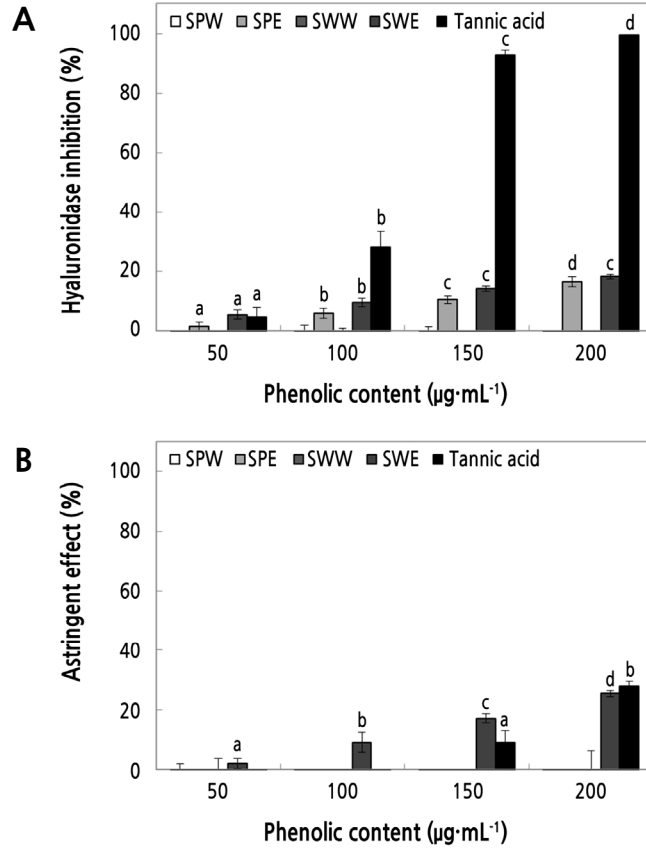 A
SPW SPE SWW SWE Tannic acid
Hyaluronidase inhibition (%)
100
80
60
40
20
0
a a a
b b b
c c c
d c d
50 100 150 200
Phenolic content (µg·mL⁻¹)
B
SPW SPE SWW SWE Tannic acid
Astringent effect (%)
100
80
60
40
20
0
a
b
c a
d b
50 100 150 200
Phenolic content (µg·mL⁻¹)